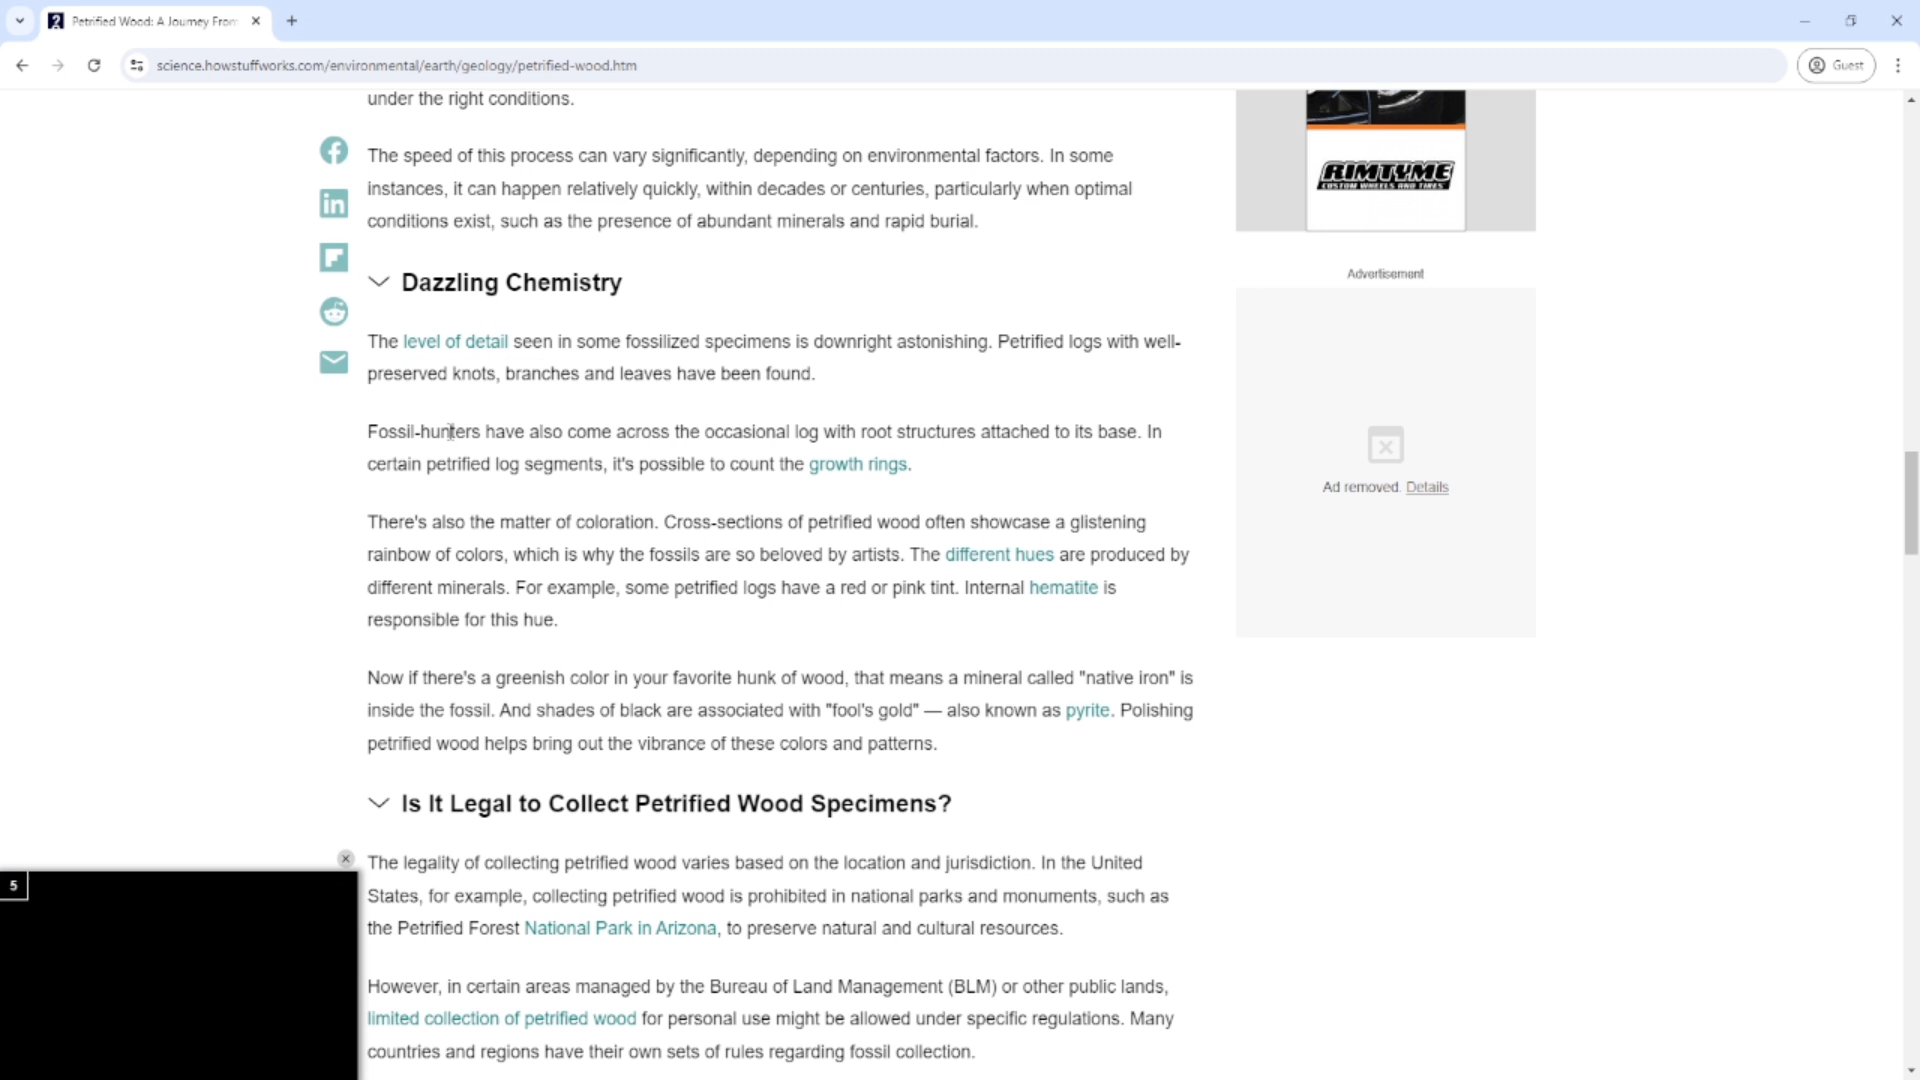 Petrified Wood: A Journey From
science.howstuffworks.com/environmental/earth/geology/petrified-wood.htm
Guest
under the right conditions.
The speed of this process can vary significantly, depending on environmental factors. In some
instances, it can happen relatively quickly, within decades or centuries, particularly when optimal
conditions exist, such as the presence of abundant minerals and rapid burial.
RIMTYME
CUSTOM WHEELS AND TIRES
Advertisement
Dazzling Chemistry
The level of detail seen in some fossilized specimens is downright astonishing. Petrified logs with well-
preserved knots, branches and leaves have been found.
Fossil-hunters have also come across the occasional log with root structures attached to its base. In
certain petrified log segments, it's possible to count the growth rings.
Ad removed. Details
There's also the matter of coloration. Cross-sections of petrified wood often showcase a glistening
rainbow of colors, which is why the fossils are so beloved by artists. The different hues are produced by
different minerals. For example, some petrified logs have a red or pink tint. Internal hematite is
responsible for this hue.
Now if there's a greenish color in your favorite hunk of wood, that means a mineral called "native iron" is
inside the fossil. And shades of black are associated with "fool's gold" — also known as pyrite. Polishing
petrified wood helps bring out the vibrance of these colors and patterns.
Is It Legal to Collect Petrified Wood Specimens?
The legality of collecting petrified wood varies based on the location and jurisdiction. In the United
States, for example, collecting petrified wood is prohibited in national parks and monuments, such as
the Petrified Forest National Park in Arizona, to preserve natural and cultural resources.
5
However, in certain areas managed by the Bureau of Land Management (BLM) or other public lands,
limited collection of petrified wood for personal use might be allowed under specific regulations. Many
countries and regions have their own sets of rules regarding fossil collection.